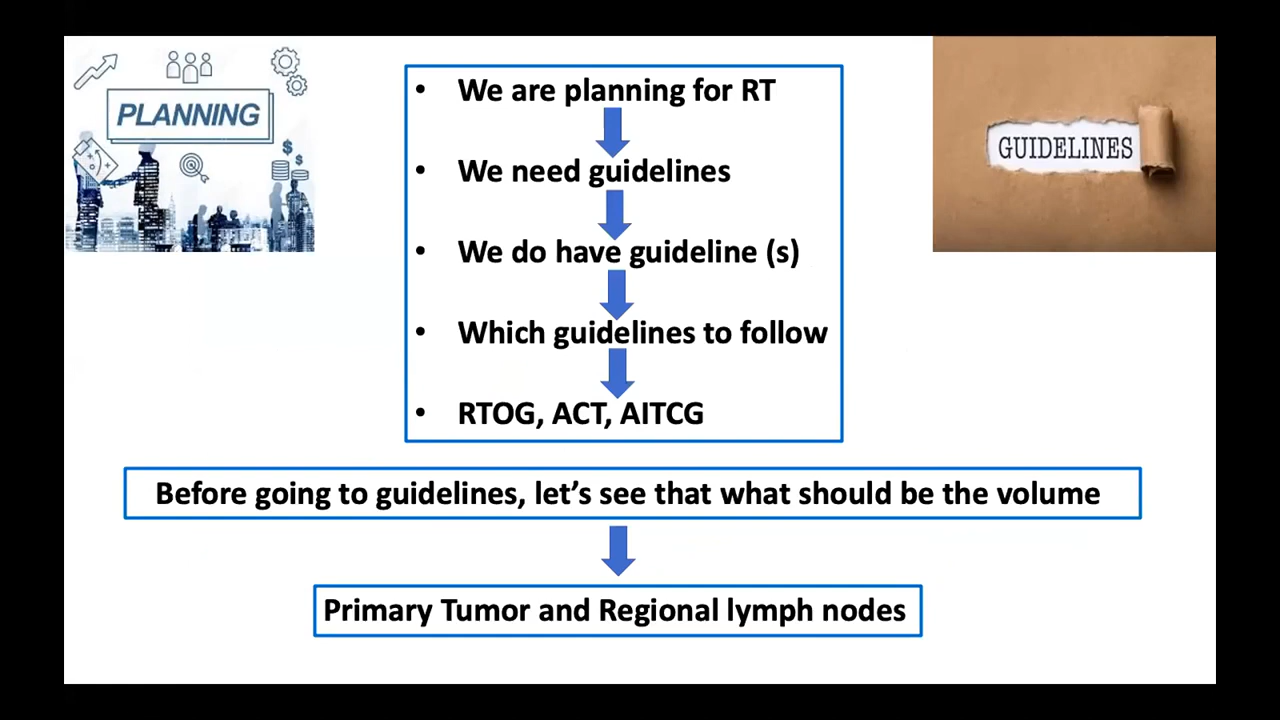 PLANNING
GUIDELINES
• We are planning for RT
• We need guidelines
• We do have guideline (s)
• Which guidelines to follow
• RTOG, ACT, AITCG
Before going to guidelines, let’s see that what should be the volume
Primary Tumor and Regional lymph nodes